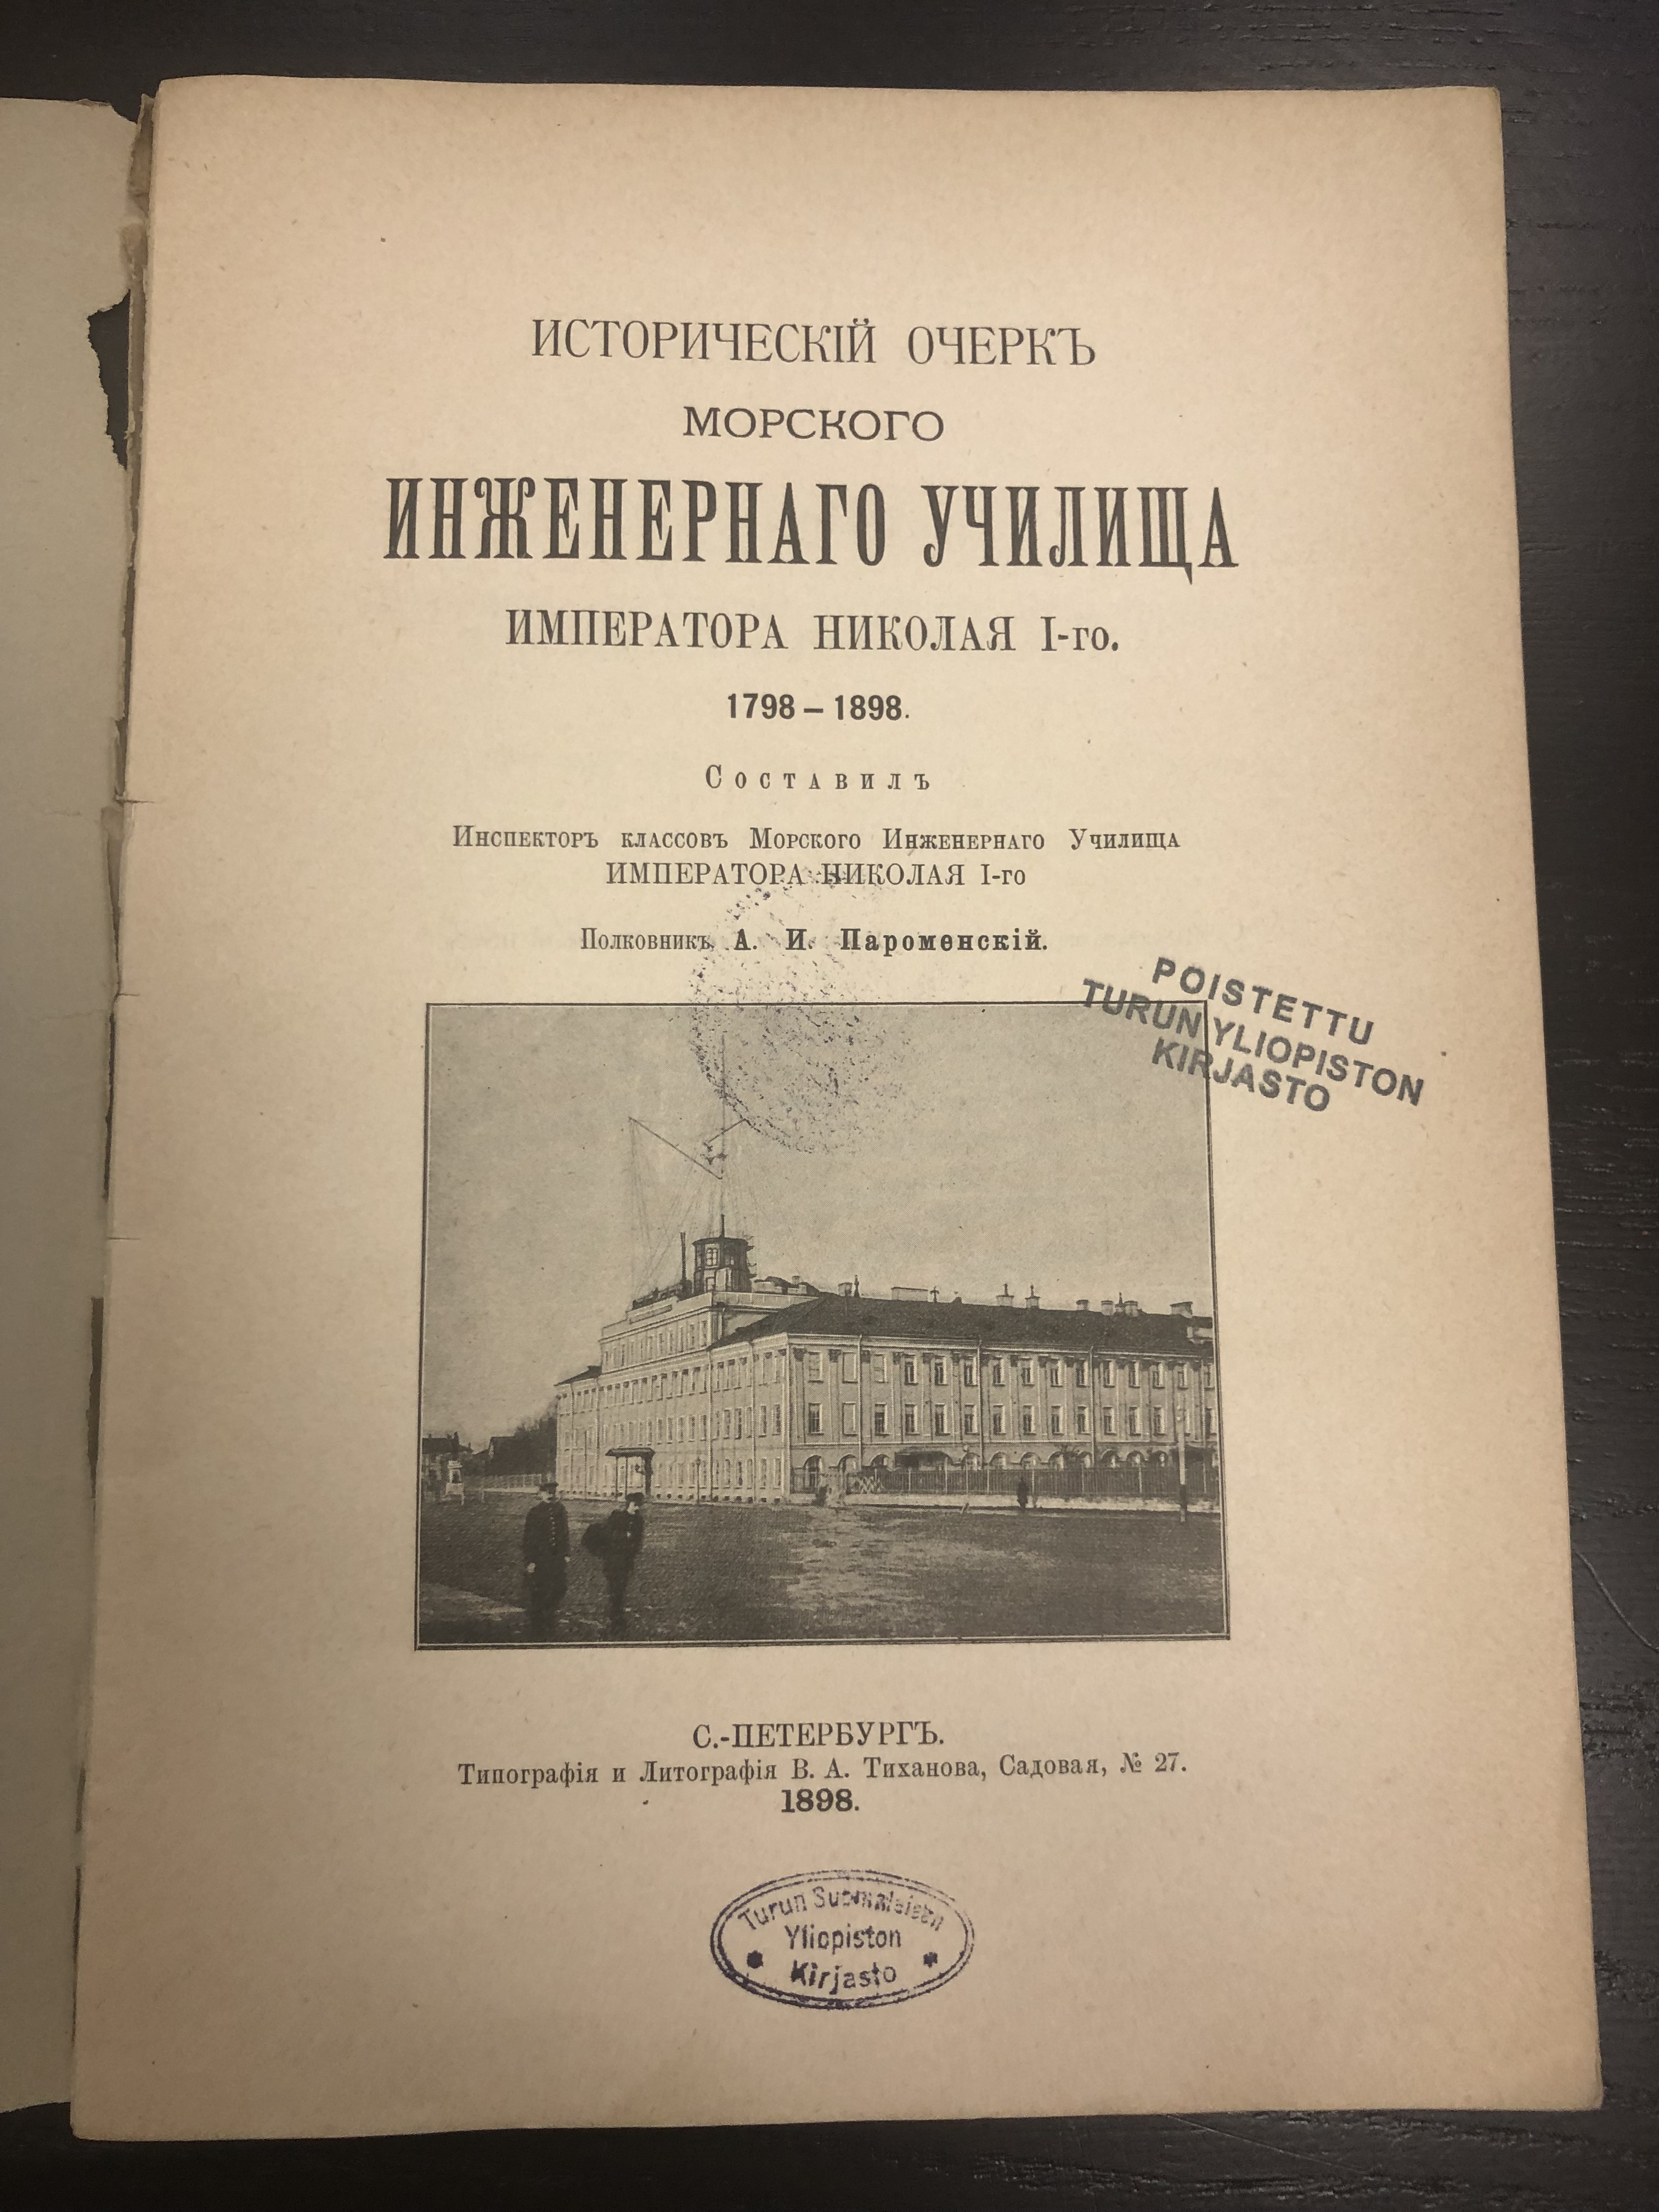 ИСТОРИЧЕСКІЙ ОЧЕРКЪ
МОРСКОГО
ИНЖЕНЕРНАГО УЧИЛИЩА
ИМПЕРАТОРА НИКОЛАЯ I-го.
1798 – 1898.
Составилъ
Инспекторъ классовъ Морского Инженернаго Училища
ИМПЕРАТОРА НИКОЛАЯ I-го
Полковникъ А. И. Пароменскій.
POISTETTU
TURUN YLIOPISTON
KIRJASTO
С.-ПЕТЕРБУРГЪ.
Типографія и Литографія В. А. Тиханова, Садовая, № 27.
1898.
Turun Suomalaisen
Yliopiston
Kirjasto